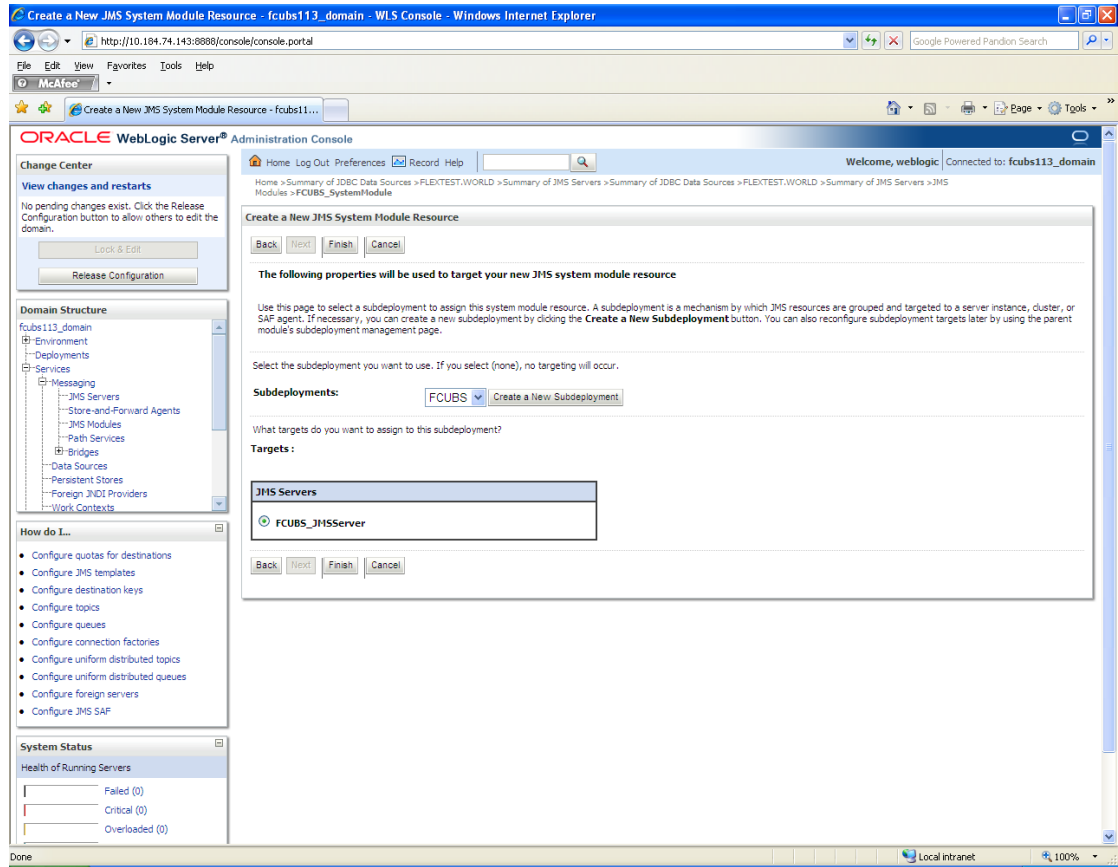 Create a New JMS System Module Resource - fcubs113_domain - WLS Console - Windows Internet Explorer
http://10.184.74.143:8888/console/console.portal
Google Powered Pandion Search
File Edit View Favorites Tools Help
McAfee
Create a New JMS System Module Resource - fcubs11...
Page Tools
ORACLE WebLogic Server® Administration Console
Change Center
View changes and restarts
No pending changes exist. Click the Release
Configuration button to allow others to edit the
domain.
Lock & Edit
Release Configuration
Domain Structure
fcubs113_domain
Environment
Deployments
Services
Messaging
JMS Servers
Store-and-Forward Agents
JMS Modules
Path Services
Bridges
Data Sources
Persistent Stores
Foreign JNDI Providers
Work Contexts
How do I...
Configure quotas for destinations
Configure JMS templates
Configure destination keys
Configure topics
Configure queues
Configure connection factories
Configure uniform distributed topics
Configure uniform distributed queues
Configure foreign servers
Configure JMS SAF
System Status
Health of Running Servers
Failed (0)
Critical (0)
Overloaded (0)
Home Log Out Preferences Record Help
Welcome, weblogic Connected to: fcubs113_domain
Home >Summary of JDBC Data Sources >FLEXTEST.WORLD >Summary of JMS Servers >Summary of JDBC Data Sources >FLEXTEST.WORLD >Summary of JMS Servers >JMS
Modules >FCUBS_SystemModule
Create a New JMS System Module Resource
Back Next Finish Cancel
The following properties will be used to target your new JMS system module resource
Use this page to select a subdeployment to assign this system module resource. A subdeployment is a mechanism by which JMS resources are grouped and targeted to a server instance, cluster, or
SAF agent. If necessary, you can create a new subdeployment by clicking the Create a New Subdeployment button. You can also reconfigure subdeployment targets later by using the parent
module's subdeployment management page.
Select the subdeployment you want to use. If you select (none), no targeting will occur.
Subdeployments: FCUBS Create a New Subdeployment
What targets do you want to assign to this subdeployment?
Targets :
JMS Servers
FCUBS_JMSServer
Back Next Finish Cancel
Done
Local intranet
100%